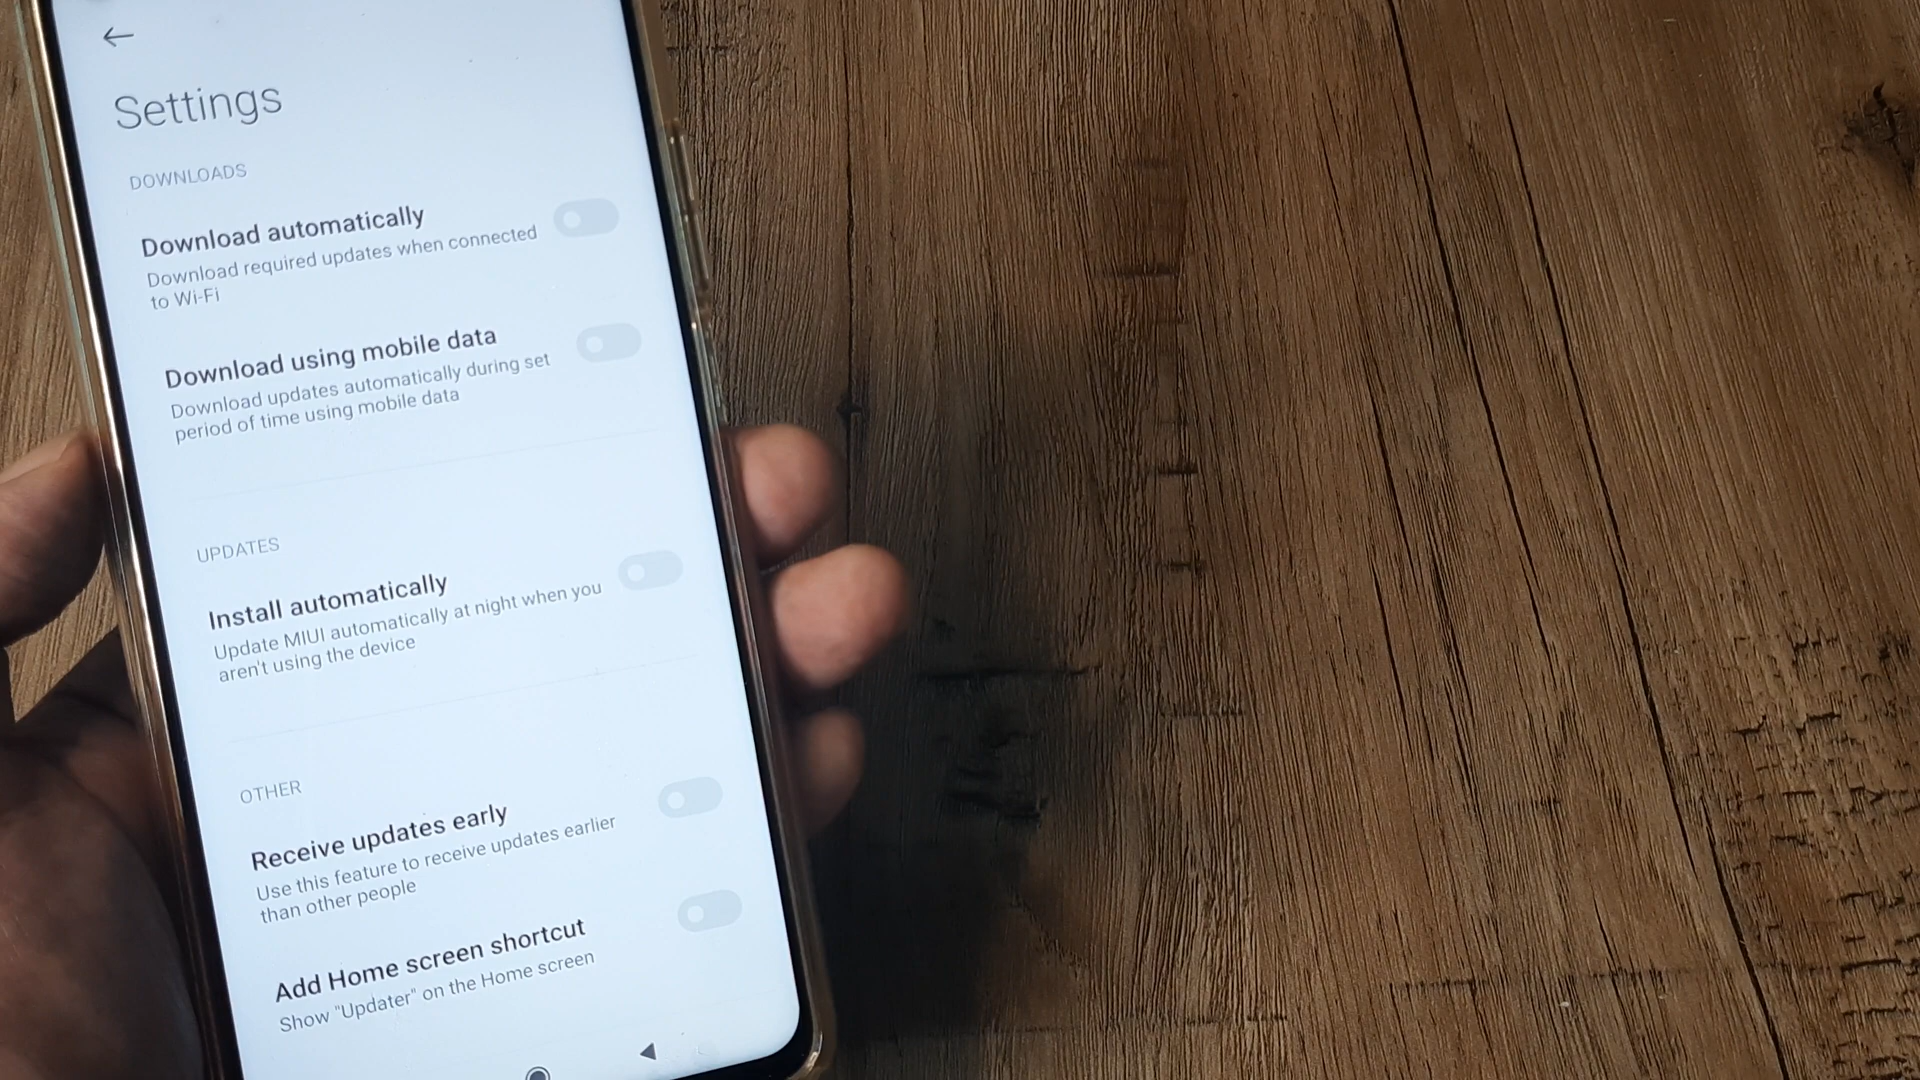 Settings
DOWNLOADS
Download automatically
Download required updates when connected
to Wi-Fi
Download using mobile data
Download updates automatically during set
period of time using mobile data
UPDATES
Install automatically
Update MIUI automatically at night when you
aren't using the device
OTHER
Receive updates early
Use this feature to receive updates earlier
than other people
Add Home screen shortcut
Show "Updater" on the Home screen